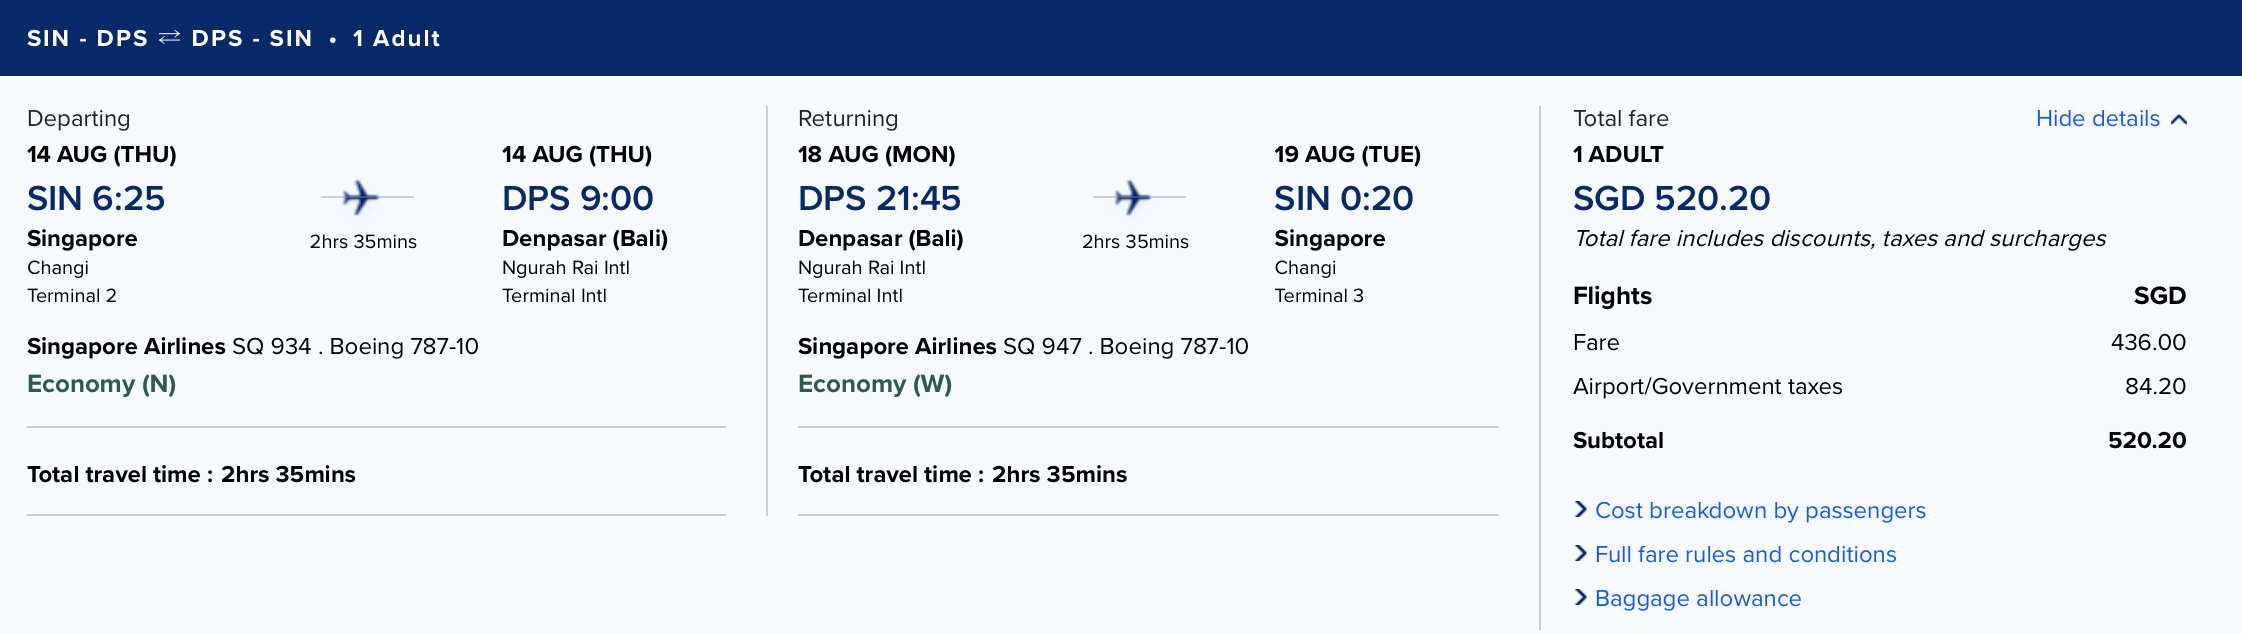 SIN - DPS ⇄ DPS - SIN • 1 Adult
Departing
14 AUG (THU)
SIN 6:25
Singapore
Changi
Terminal 2
2hrs 35mins
14 AUG (THU)
DPS 9:00
Denpasar (Bali)
Ngurah Rai Intl
Terminal Intl
Singapore Airlines SQ 934 . Boeing 787-10
Economy (N)
Total travel time : 2hrs 35mins
Returning
18 AUG (MON)
DPS 21:45
Denpasar (Bali)
Ngurah Rai Intl
Terminal Intl
2hrs 35mins
19 AUG (TUE)
SIN 0:20
Singapore
Changi
Terminal 3
Singapore Airlines SQ 947 . Boeing 787-10
Economy (W)
Total travel time : 2hrs 35mins
Total fare
Hide details
1 ADULT
SGD 520.20
Total fare includes discounts, taxes and surcharges
Flights SGD
Fare 436.00
Airport/Government taxes 84.20
Subtotal 520.20
Cost breakdown by passengers
Full fare rules and conditions
Baggage allowance